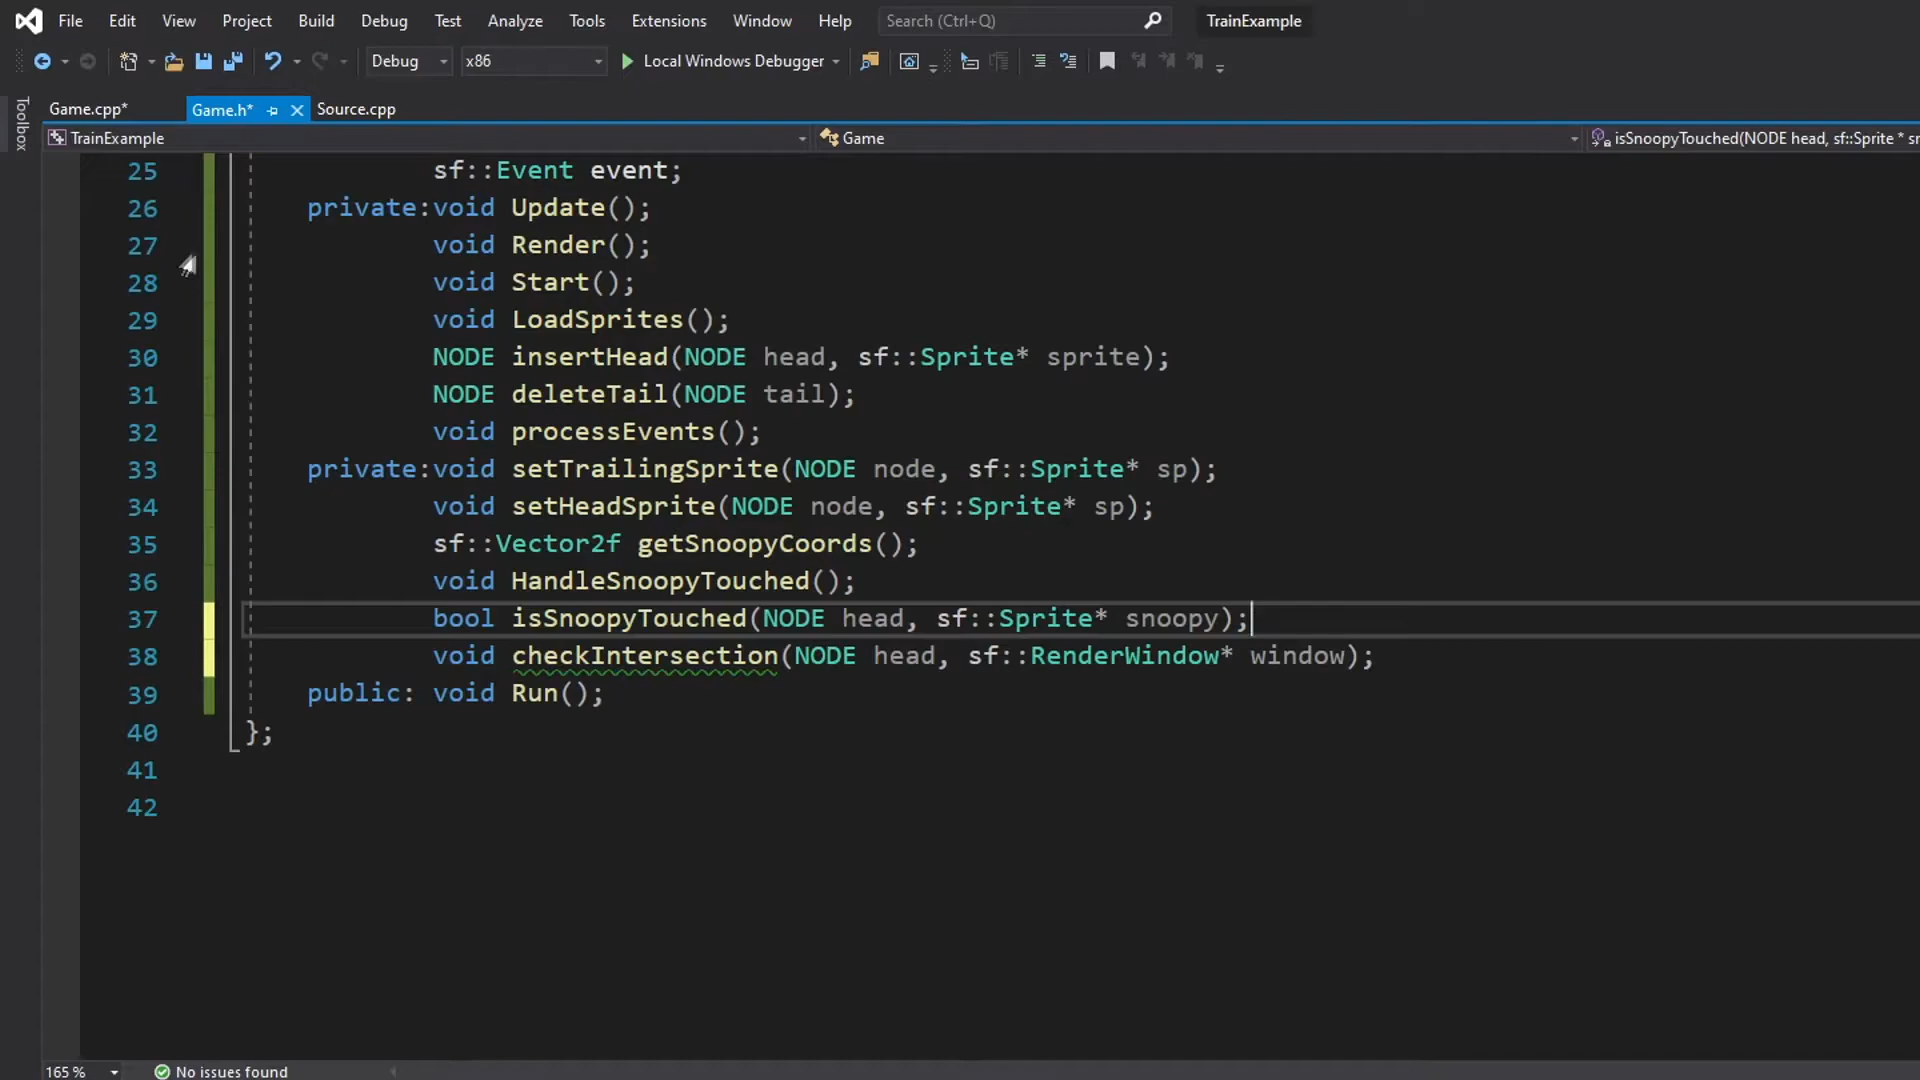 File Edit View Project Build Debug Test Analyze Tools Extensions Window Help Search (Ctrl+Q) TrainExample
Debug x86 Local Windows Debugger
Toolbox
Game.cpp* Game.h* Source.cpp
TrainExample Game isSnoopyTouched(NODE head, sf::Sprite * sn
25 sf::Event event;
26 private:void Update();
27 void Render();
28 void Start();
29 void LoadSprites();
30 NODE insertHead(NODE head, sf::Sprite* sprite);
31 NODE deleteTail(NODE tail);
32 void processEvents();
33 private:void setTrailingSprite(NODE node, sf::Sprite* sp);
34 void setHeadSprite(NODE node, sf::Sprite* sp);
35 sf::Vector2f getSnoopyCoords();
36 void HandleSnoopyTouched();
37 bool isSnoopyTouched(NODE head, sf::Sprite* snoopy);
38 void checkIntersection(NODE head, sf::RenderWindow* window);
39 public: void Run();
40 };
41
42
165 % No issues found